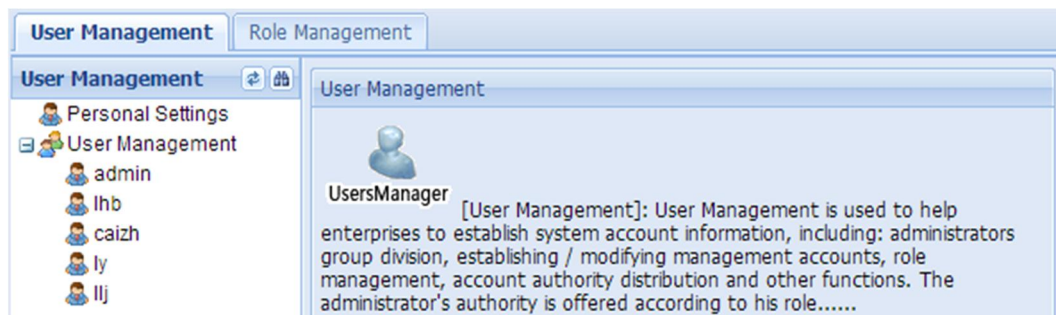 User Management
Role Management
User Management
Personal Settings
User Management
admin
lhb
caizh
ly
llj
User Management
UsersManager
[User Management]: User Management is used to help
enterprises to establish system account information, including: administrators
group division, establishing / modifying management accounts, role
management, account authority distribution and other functions. The
administrator's authority is offered according to his role......